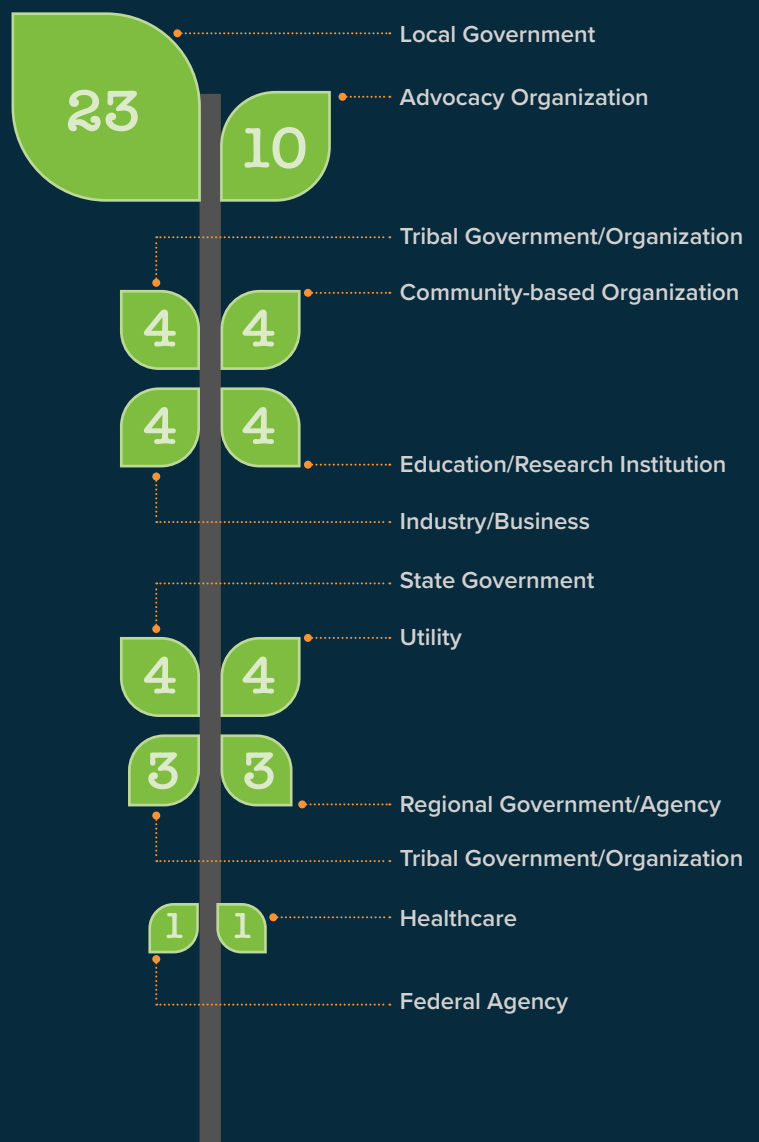 Local Government
23
Advocacy Organization
10
Tribal Government/Organization
Community-based Organization
4 4
4 4
Education/Research Institution
Industry/Business
State Government
Utility
4 4
3 3
Regional Government/Agency
Tribal Government/Organization
Healthcare
1 1
Federal Agency